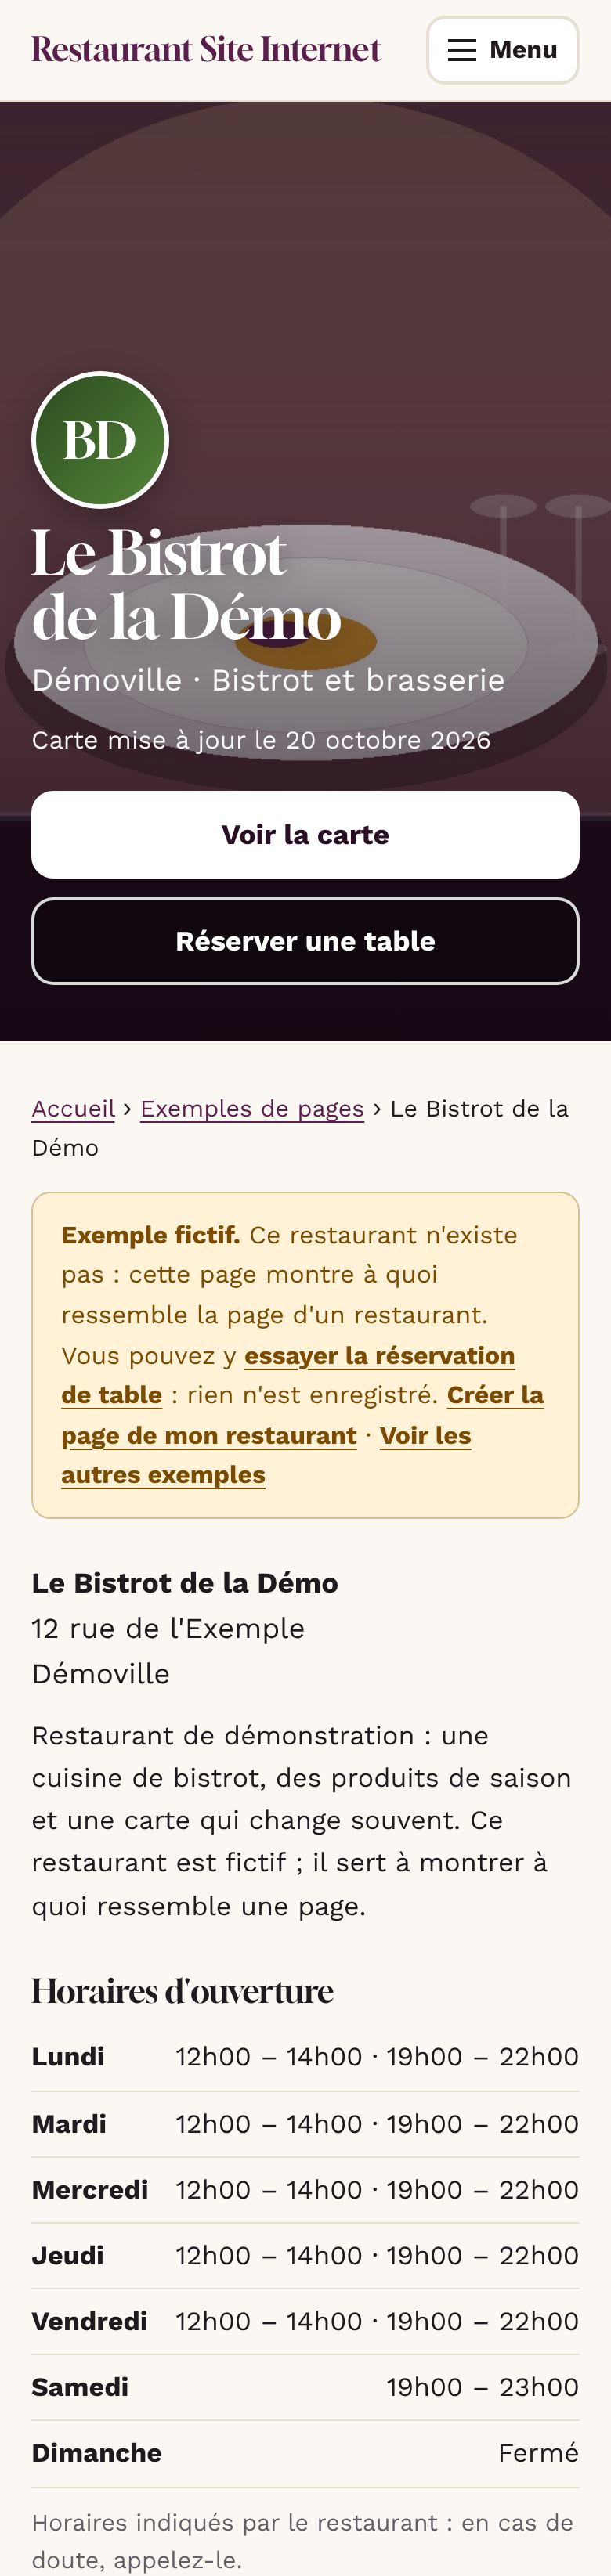 Restaurant Site Internet
Menu
BD
Le Bistrot
de la Démo
Démoville · Bistrot et brasserie
Carte mise à jour le 20 octobre 2026
Voir la carte
Réserver une table
Accueil › Exemples de pages › Le Bistrot de la
Démo
Exemple fictif. Ce restaurant n'existe
pas : cette page montre à quoi
ressemble la page d'un restaurant.
Vous pouvez y essayer la réservation
de table : rien n'est enregistré. Créer la
page de mon restaurant · Voir les
autres exemples
Le Bistrot de la Démo
12 rue de l'Exemple
Démoville
Restaurant de démonstration : une
cuisine de bistrot, des produits de saison
et une carte qui change souvent. Ce
restaurant est fictif ; il sert à montrer à
quoi ressemble une page.
Horaires d'ouverture
Lundi 12h00 – 14h00 · 19h00 – 22h00
Mardi 12h00 – 14h00 · 19h00 – 22h00
Mercredi 12h00 – 14h00 · 19h00 – 22h00
Jeudi 12h00 – 14h00 · 19h00 – 22h00
Vendredi 12h00 – 14h00 · 19h00 – 22h00
Samedi 19h00 – 23h00
Dimanche Fermé
Horaires indiqués par le restaurant : en cas de
doute, appelez-le.